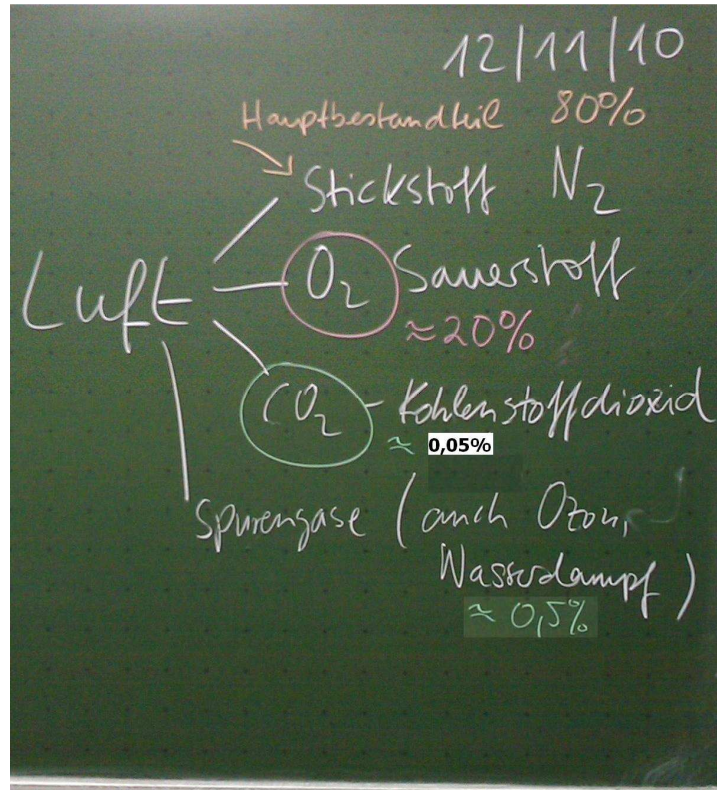 12/11/10
Hauptbestandteil 80%
Stickstoff N₂
Luft
O₂ Sauerstoff
≈20%
CO₂ - Kohlenstoffdioxid
≈ 0,05%
Spurengase (auch Ozon,
Wasserdampf)
≈ 0,5%